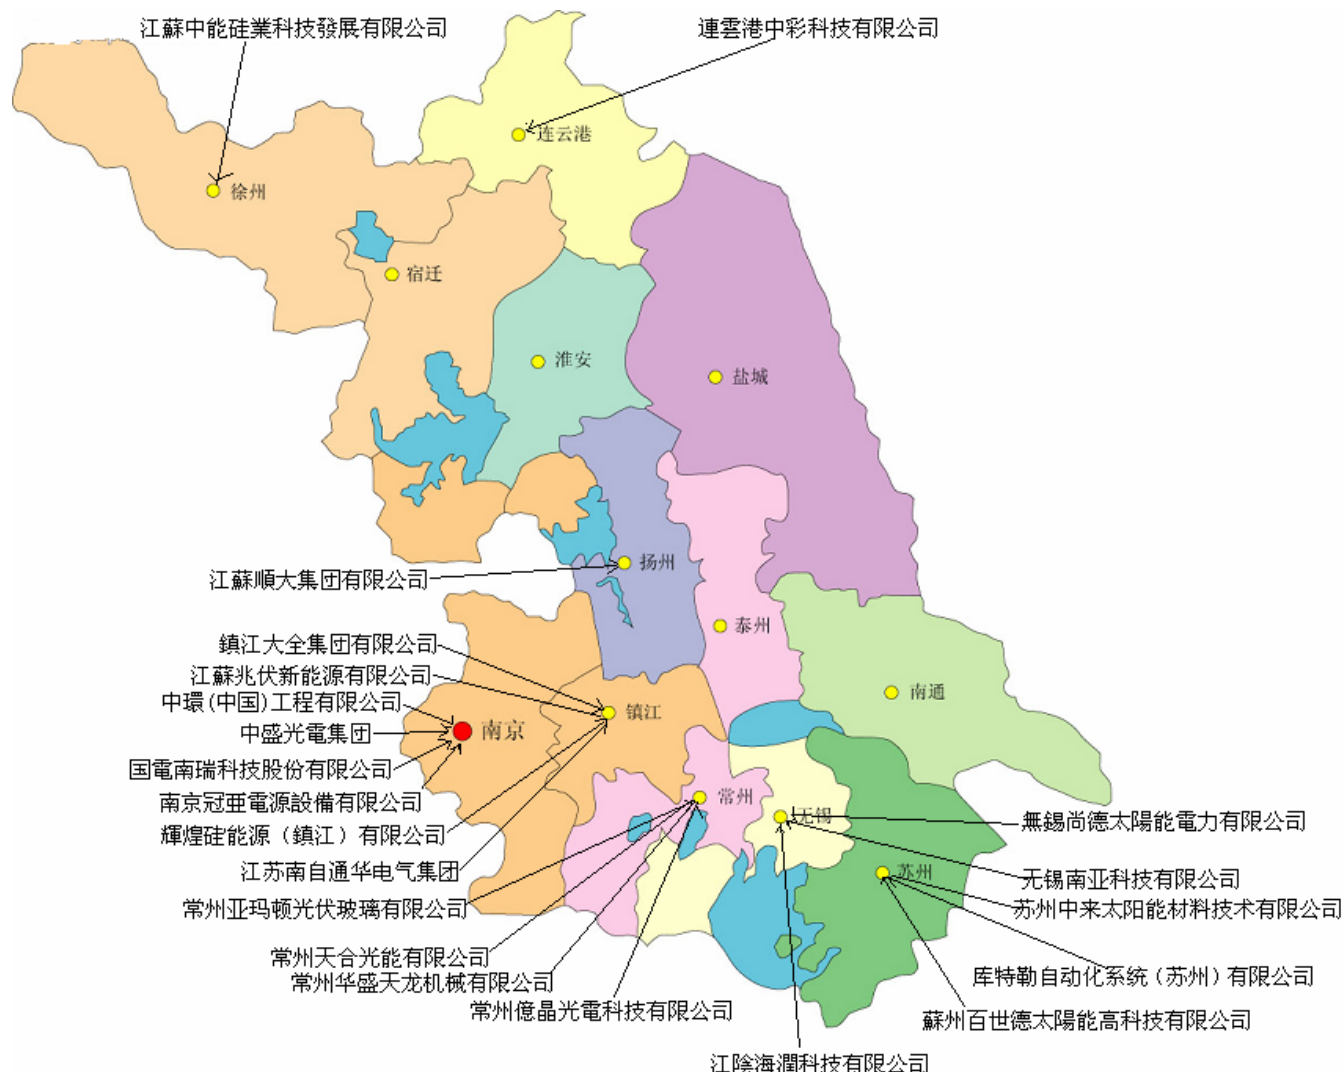 江蘇中能硅業科技發展有限公司
連雲港中彩科技有限公司
连云港
徐州
宿迁
淮安
盐城
扬州
江蘇順大集団有限公司
泰州
鎮江大全集団有限公司
江蘇兆伏新能源有限公司
南通
中環(中国)工程有限公司
镇江
中盛光電集団
南京
国電南瑞科技股份有限公司
南京冠亜電源設備有限公司
常州
无锡
無錫尚德太陽能電力有限公司
輝煌硅能源（鎮江）有限公司
江苏南自通华电气集团
苏州
无锡南亚科技有限公司
常州亚玛顿光伏玻璃有限公司
苏州中来太阳能材料技术有限公司
常州天合光能有限公司
常州华盛天龙机械有限公司
库特勒自动化系统（苏州）有限公司
常州億晶光電科技有限公司
蘇州百世德太陽能高科技有限公司
江陰海潤科技有限公司